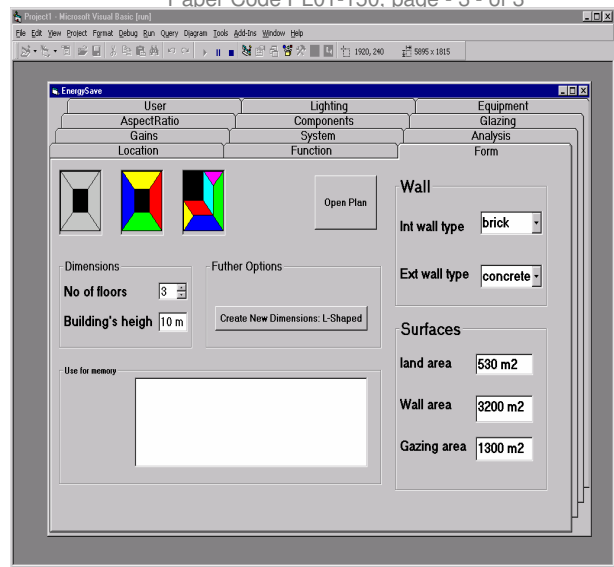 Paper Code PL01-150, page - 3 - of 5
Project1 - Microsoft Visual Basic [run]
File Edit View Project Format Debug Run Query Diagram Tools Add-Ins Window Help
1920, 240 5895 x 1815
EnergySave
User Lighting Equipment
AspectRatio Components Glazing
Gains System Analysis
Location Function Form
Open Plan
Wall
Int wall type brick
Ext wall type concrete
Dimensions
No of floors 3
Building's heigh 10 m
Futher Options
Create New Dimensions: L-Shaped
Surfaces
land area 530 m2
Wall area 3200 m2
Gazing area 1300 m2
Use for memory